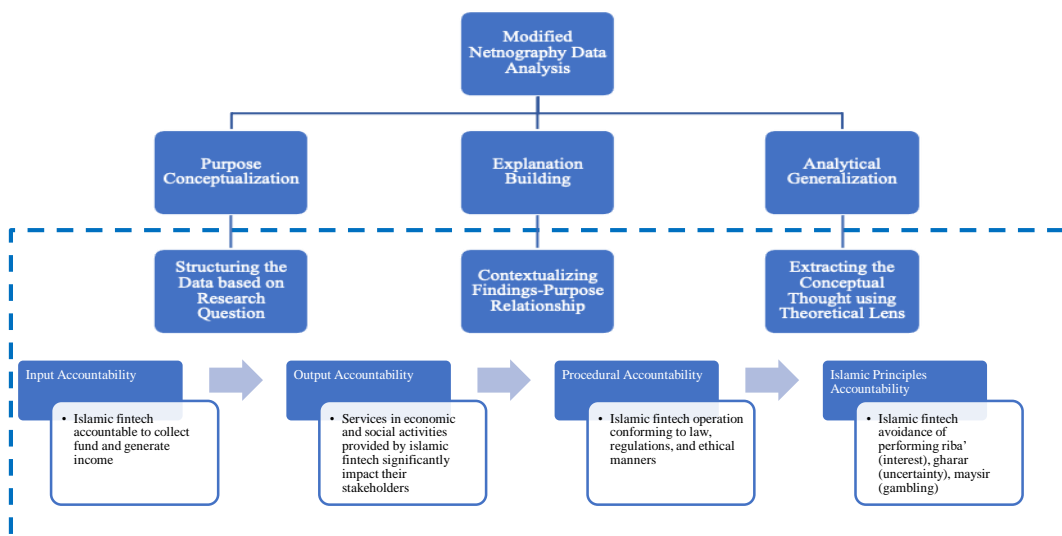 Modified
Netnography Data
Analysis
Purpose
Conceptualization
Explanation
Building
Analytical
Generalization
Structuring the
Data based on
Research
Question
Contextualizing
Findings-Purpose
Relationship
Extracting the
Conceptual
Thought using
Theoretical Lens
Input Accountability
• Islamic fintech
accountable to collect
fund and generate
income
Output Accountability
• Services in economic
and social activities
provided by islamic
fintech significantly
impact their
stakeholders
Procedural Accountability
• Islamic fintech operation
conforming to law,
regulations, and ethical
manners
Islamic Principles
Accountability
• Islamic fintech
avoidance of
performing riba’
(interest), gharar
(uncertainty), maysir
(gambling)